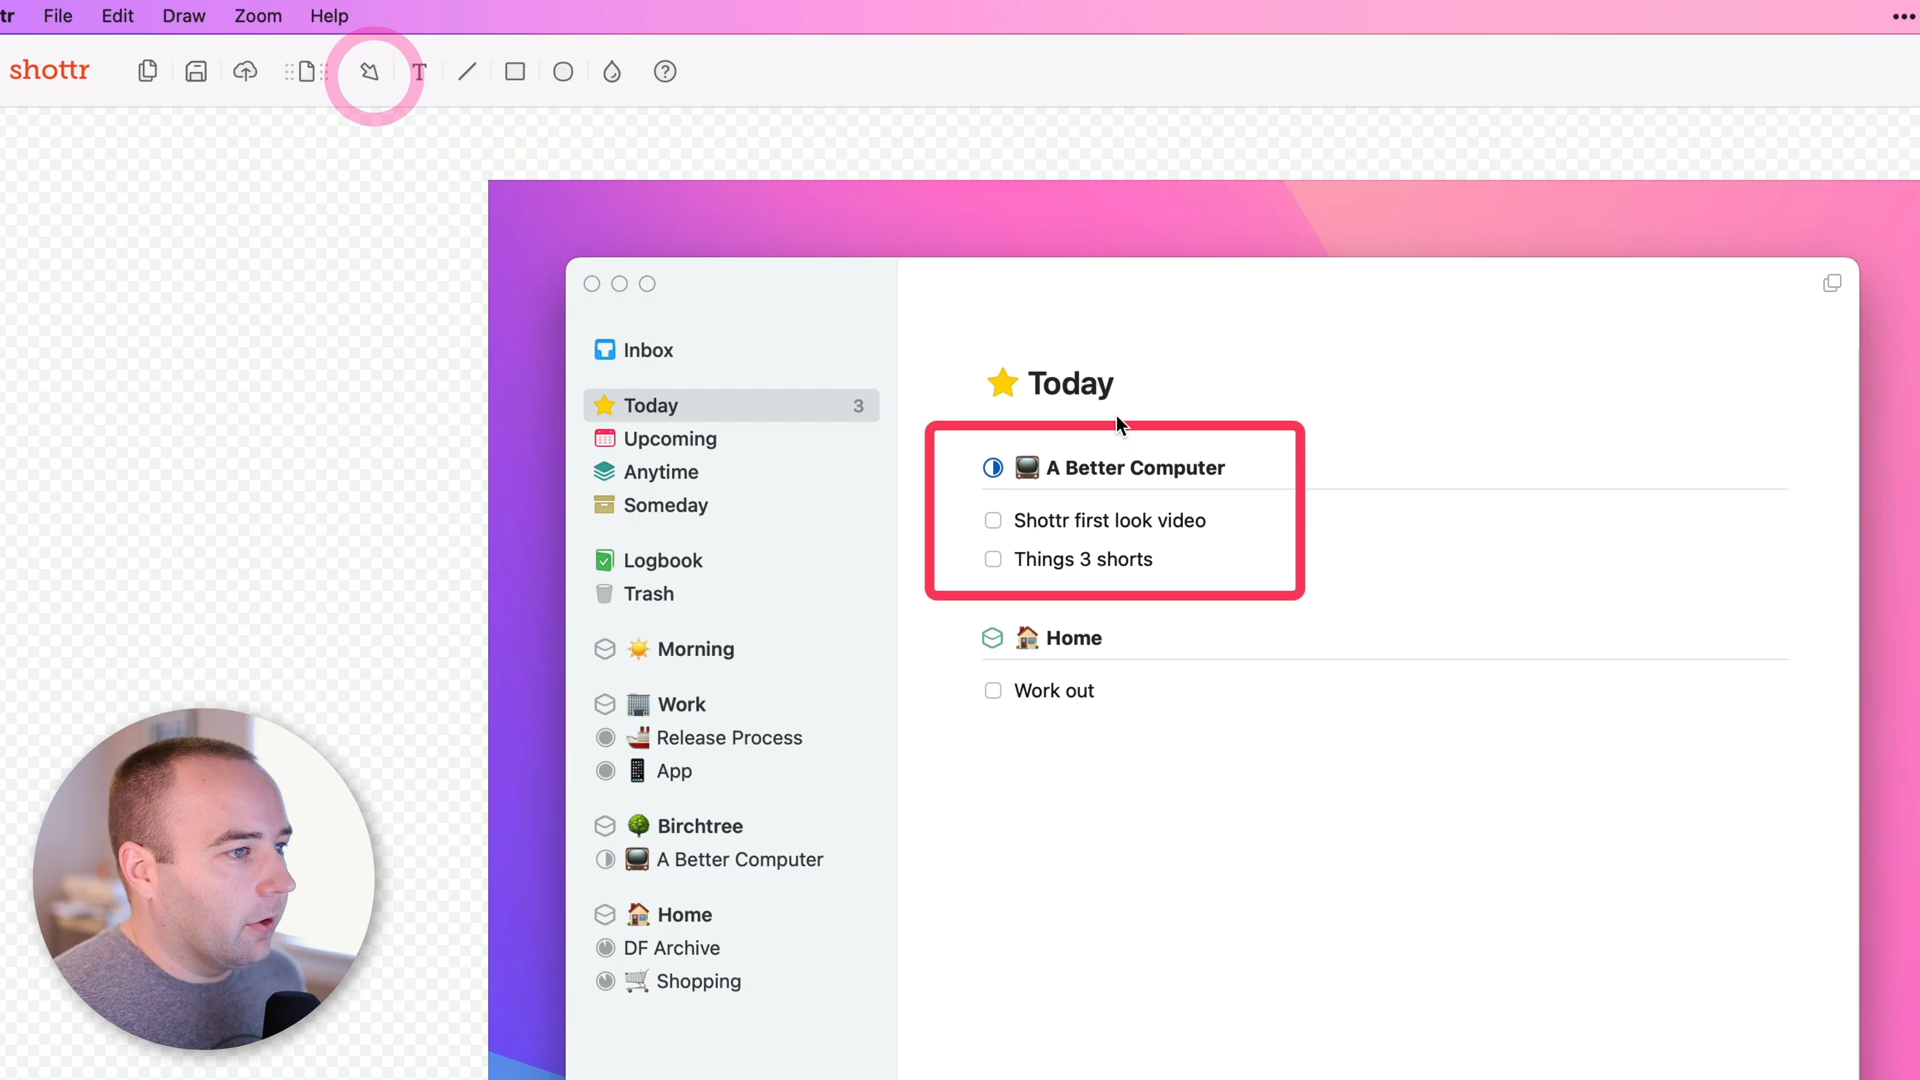 tr File Edit Draw Zoom Help
shottr
T
Inbox
Today 3
Upcoming
Anytime
Someday
Logbook
Trash
Morning
Work
Release Process
App
Birchtree
A Better Computer
Home
DF Archive
Shopping
Today
A Better Computer
Shottr first look video
Things 3 shorts
Home
Work out